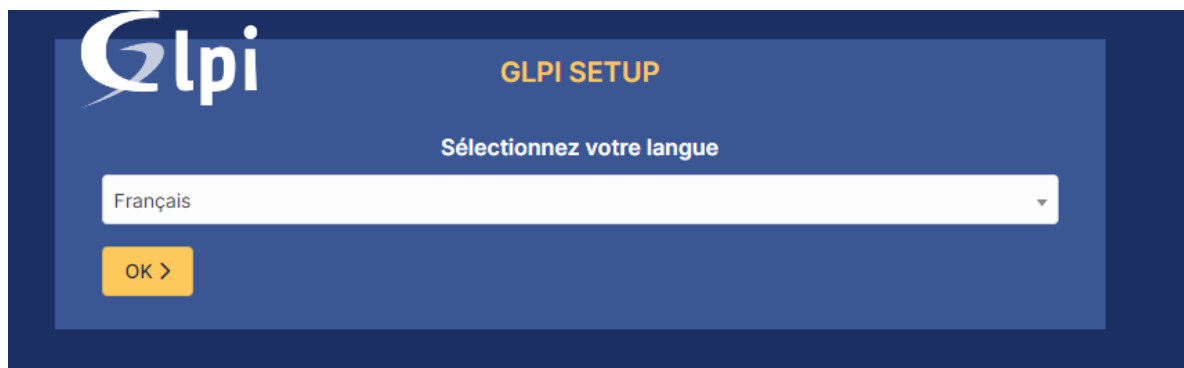 Glpi
GLPI SETUP
Sélectionnez votre langue
Français
OK